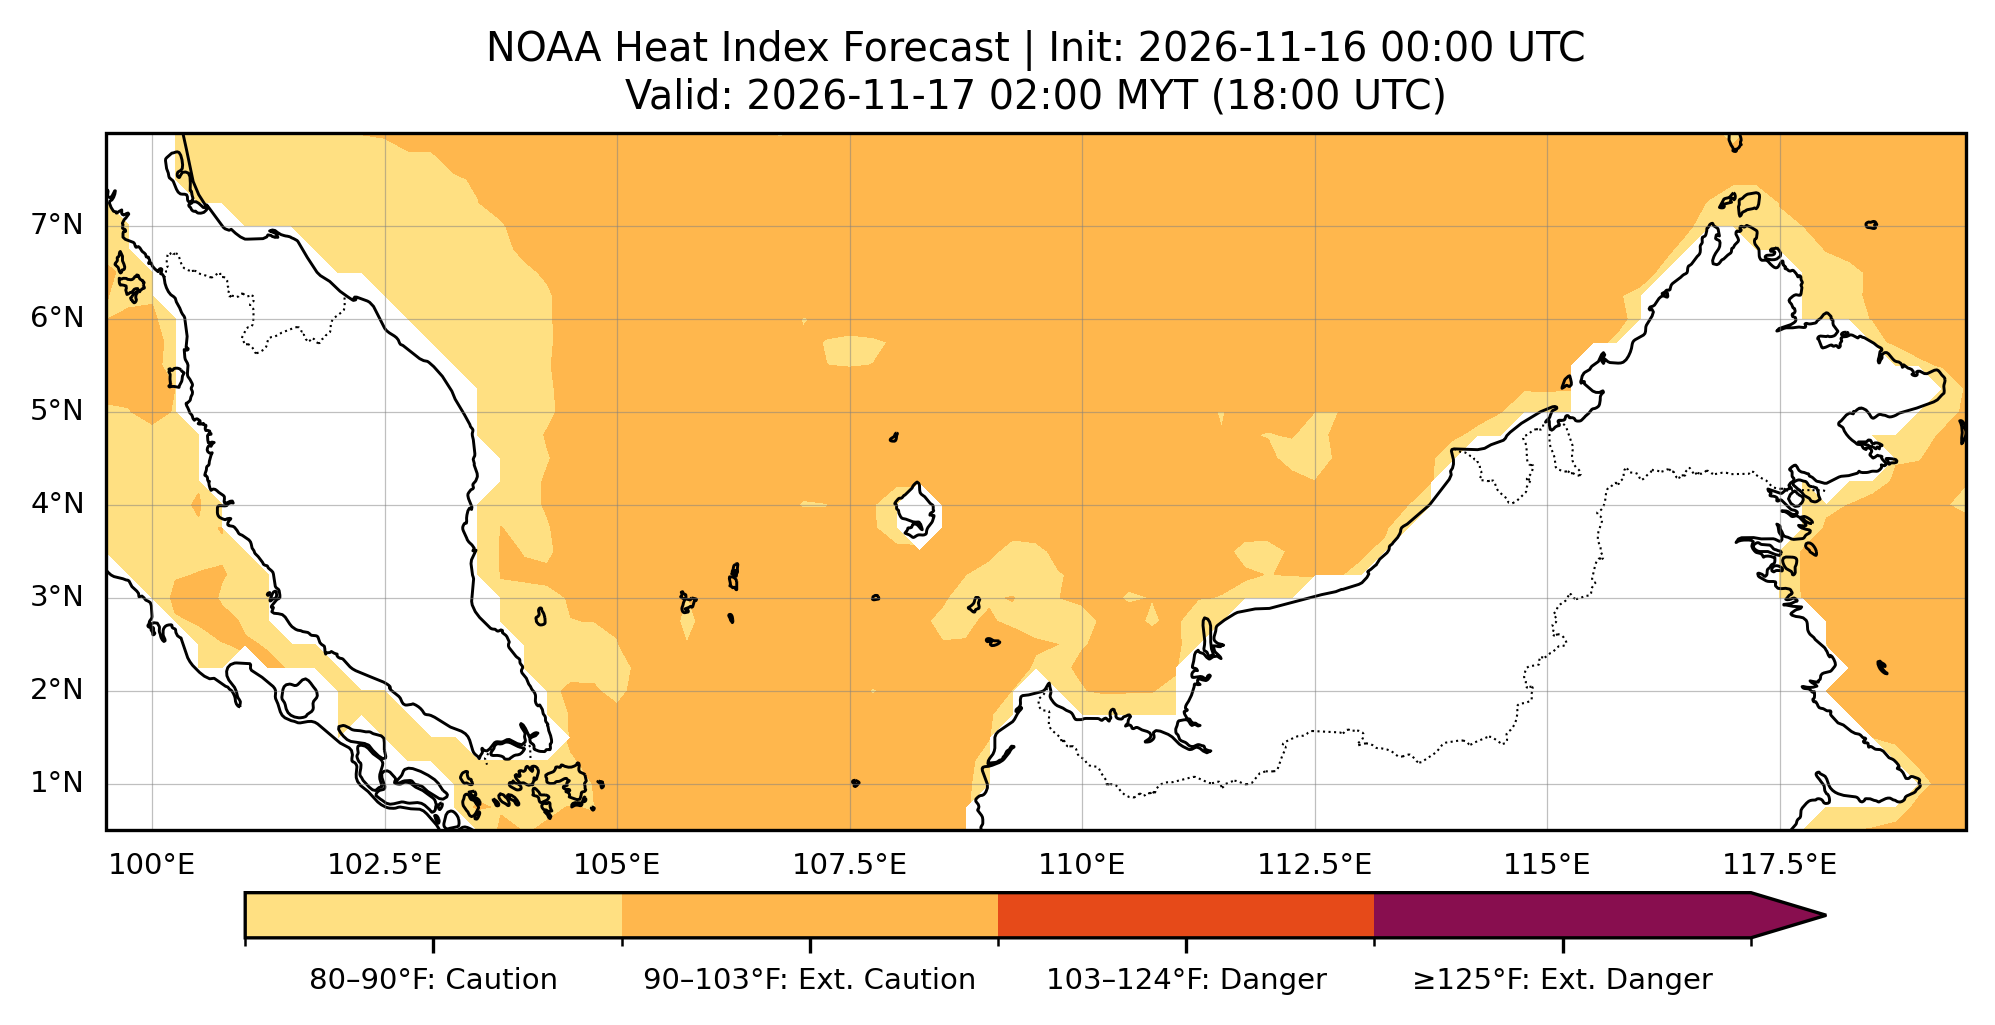 NOAA Heat Index Forecast | Init: 2026-11-16 00:00 UTC
Valid: 2026-11-17 02:00 MYT (18:00 UTC)
7°N
6°N
5°N
4°N
3°N
2°N
1°N
100°E 102.5°E 105°E 107.5°E 110°E 112.5°E 115°E 117.5°E
80–90°F: Caution 90–103°F: Ext. Caution 103–124°F: Danger ≥125°F: Ext. Danger